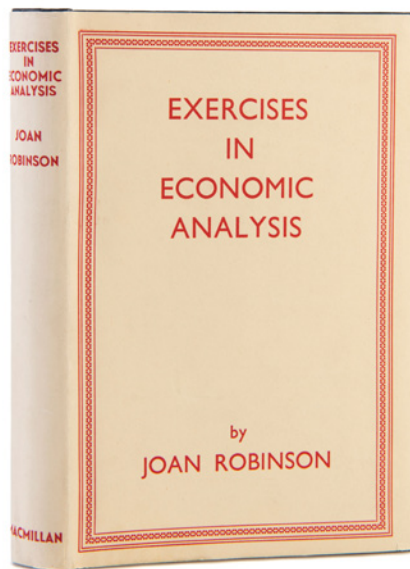 EXERCISES
IN
ECONOMIC
ANALYSIS
JOAN
ROBINSON
MACMILLAN
EXERCISES
IN
ECONOMIC
ANALYSIS
by
JOAN ROBINSON